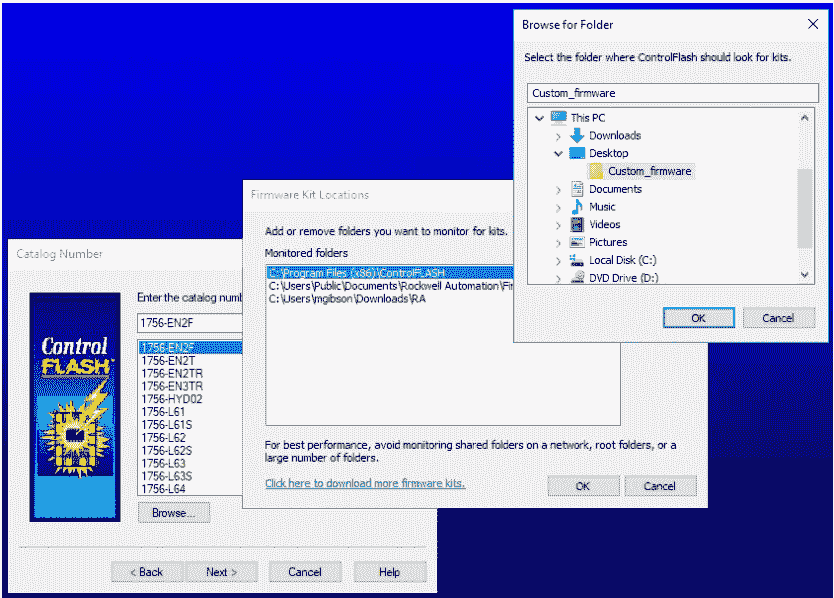 Browse for Folder
Select the folder where ControlFlash should look for kits.
Custom_firmware
This PC
Downloads
Desktop
Custom_firmware
Documents
Music
Videos
Pictures
Local Disk (C:)
DVD Drive (D:)
OK
Cancel
Firmware Kit Locations
Add or remove folders you want to monitor for kits.
Monitored folders
C:\Program Files (x86)\ControlFLASH
C:\Users\Public\Documents\Rockwell Automation\Fi
C:\Users\mgibson\Downloads\RA
For best performance, avoid monitoring shared folders on a network, root folders, or a
large number of folders.
Click here to download more firmware kits.
OK
Cancel
Catalog Number
Control
FLASH
Enter the catalog numb
1756-EN2F
1756-EN2F
1756-EN2T
1756-EN2TR
1756-EN3TR
1756-HYD02
1756-L61
1756-L61S
1756-L62
1756-L62S
1756-L63
1756-L63S
1756-L64
Browse...
< Back
Next >
Cancel
Help